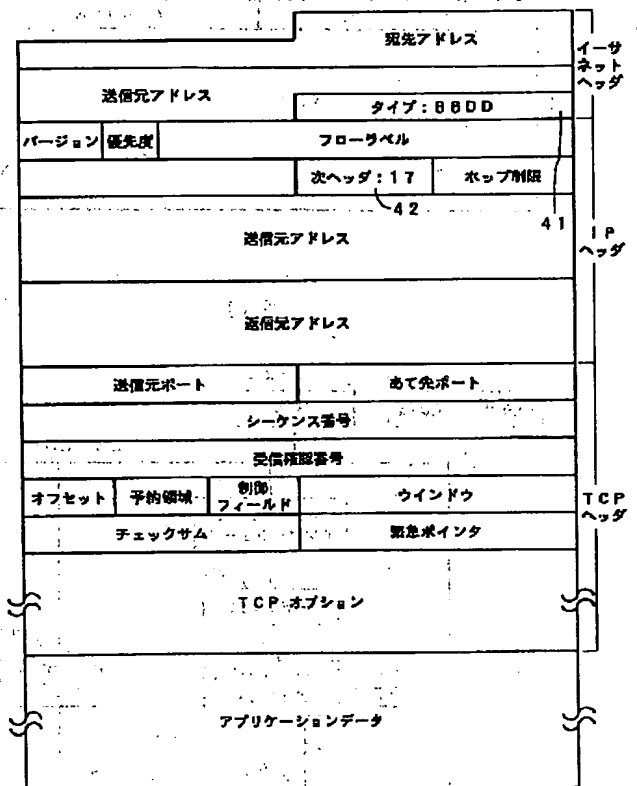 宛先アドレス
イーサ
ネット
ヘッダ
送信元アドレス
タイプ:86DD
41
バージョン
優先度
フローラベル
次ヘッダ:17
ホップ制限
42
IP
ヘッダ
送信元アドレス
返信元アドレス
送信元ポート
あて先ポート
シーケンス番号
受信確認番号
オフセット
予約領域
制御
フィールド
ウインドウ
TCP
ヘッダ
チェックサム
緊急ポインタ
TCPオプション
アプリケーションデータ